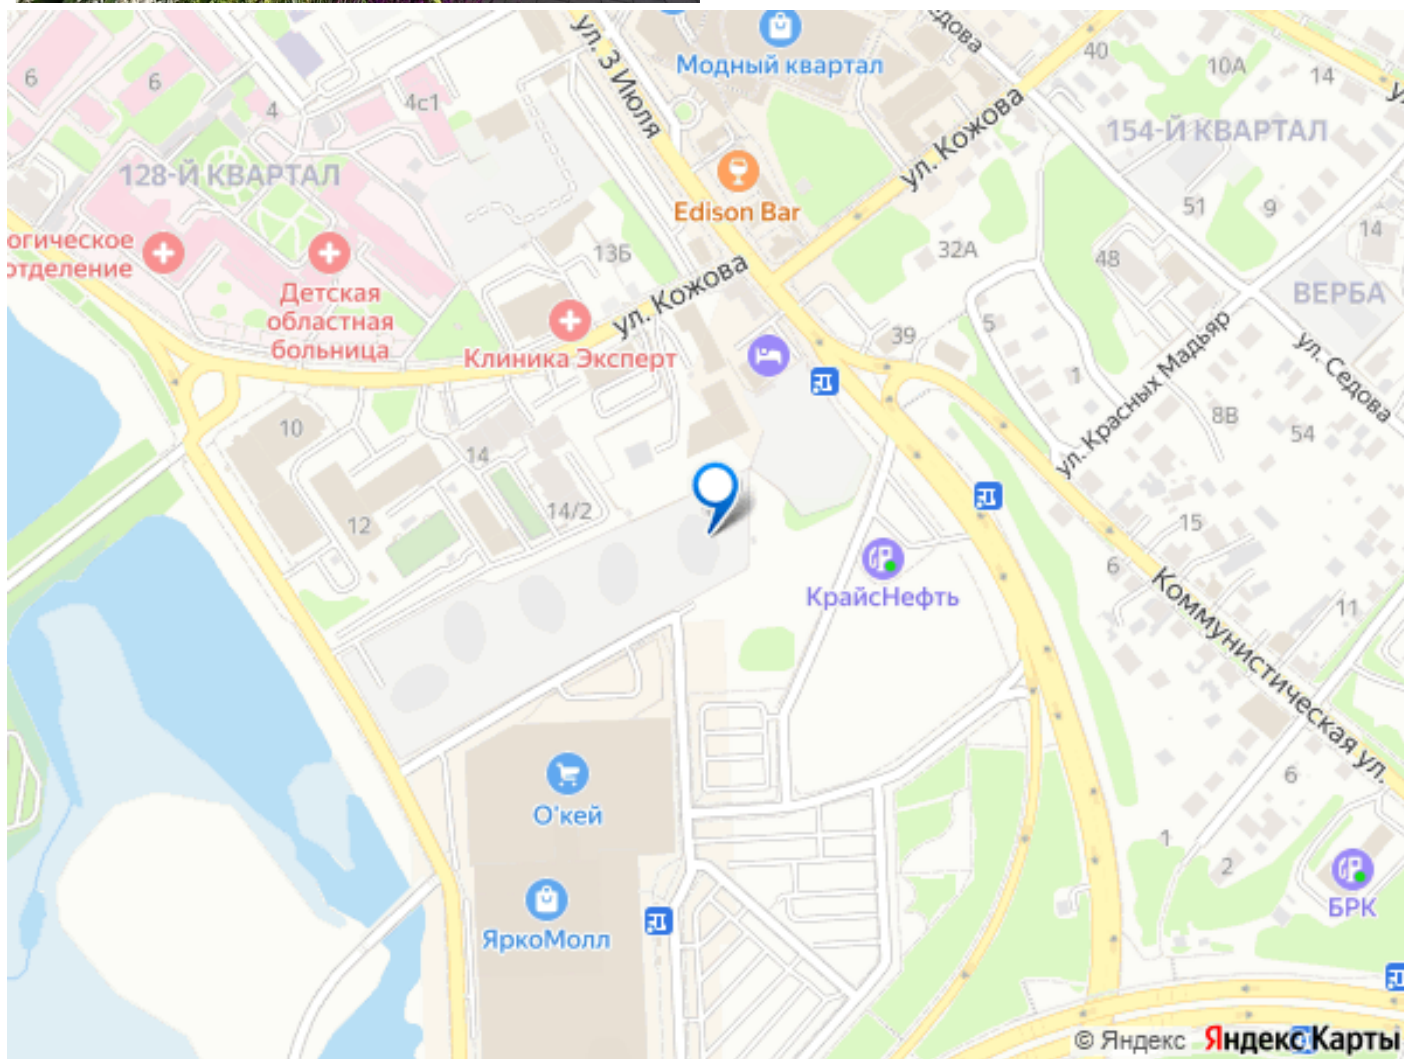 ул. 3 Июля
Модный квартал
Седова
40
10А
14
6
6
4
4с1
ул. Кожова
154-Й КВАРТАЛ
128-Й КВАРТАЛ
Edison Bar
51
9
14
огическое
отделение
13Б
32А
48
Детская
областная
больница
ул. Кожова
ВЕРБА
Клиника Эксперт
39
5
1
ул. Красных Мадьяр
ул. Седова
10
14
8В
54
12
14/2
15
6
КрайсНефть
Коммунистическая ул.
11
О'кей
6
1
2
ЯркоМолл
БРК
© Яндекс Яндекс Карты